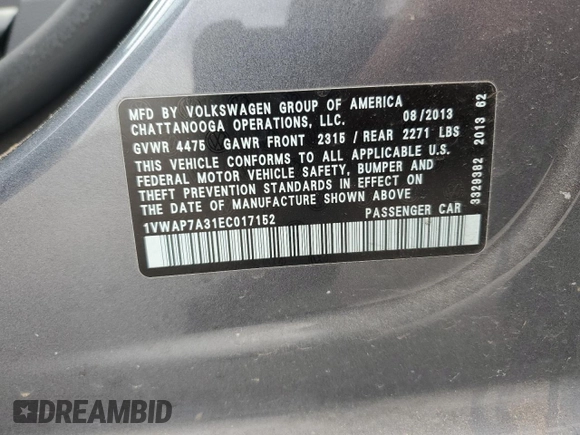 MFD BY VOLKSWAGEN GROUP OF AMERICA
CHATTANOOGA OPERATIONS, LLC. 08/2013
GVWR 4475 GAWR FRONT 2315 / REAR 2271 LBS
THIS VEHICLE CONFORMS TO ALL APPLICABLE U.S.
FEDERAL MOTOR VEHICLE SAFETY, BUMPER AND
THEFT PREVENTION STANDARDS IN EFFECT ON
THE DATE OF MANUFACTURE SHOWN ABOVE
1VWAP7A31EC017152 PASSENGER CAR
3329382 2013 62
DREAMBID